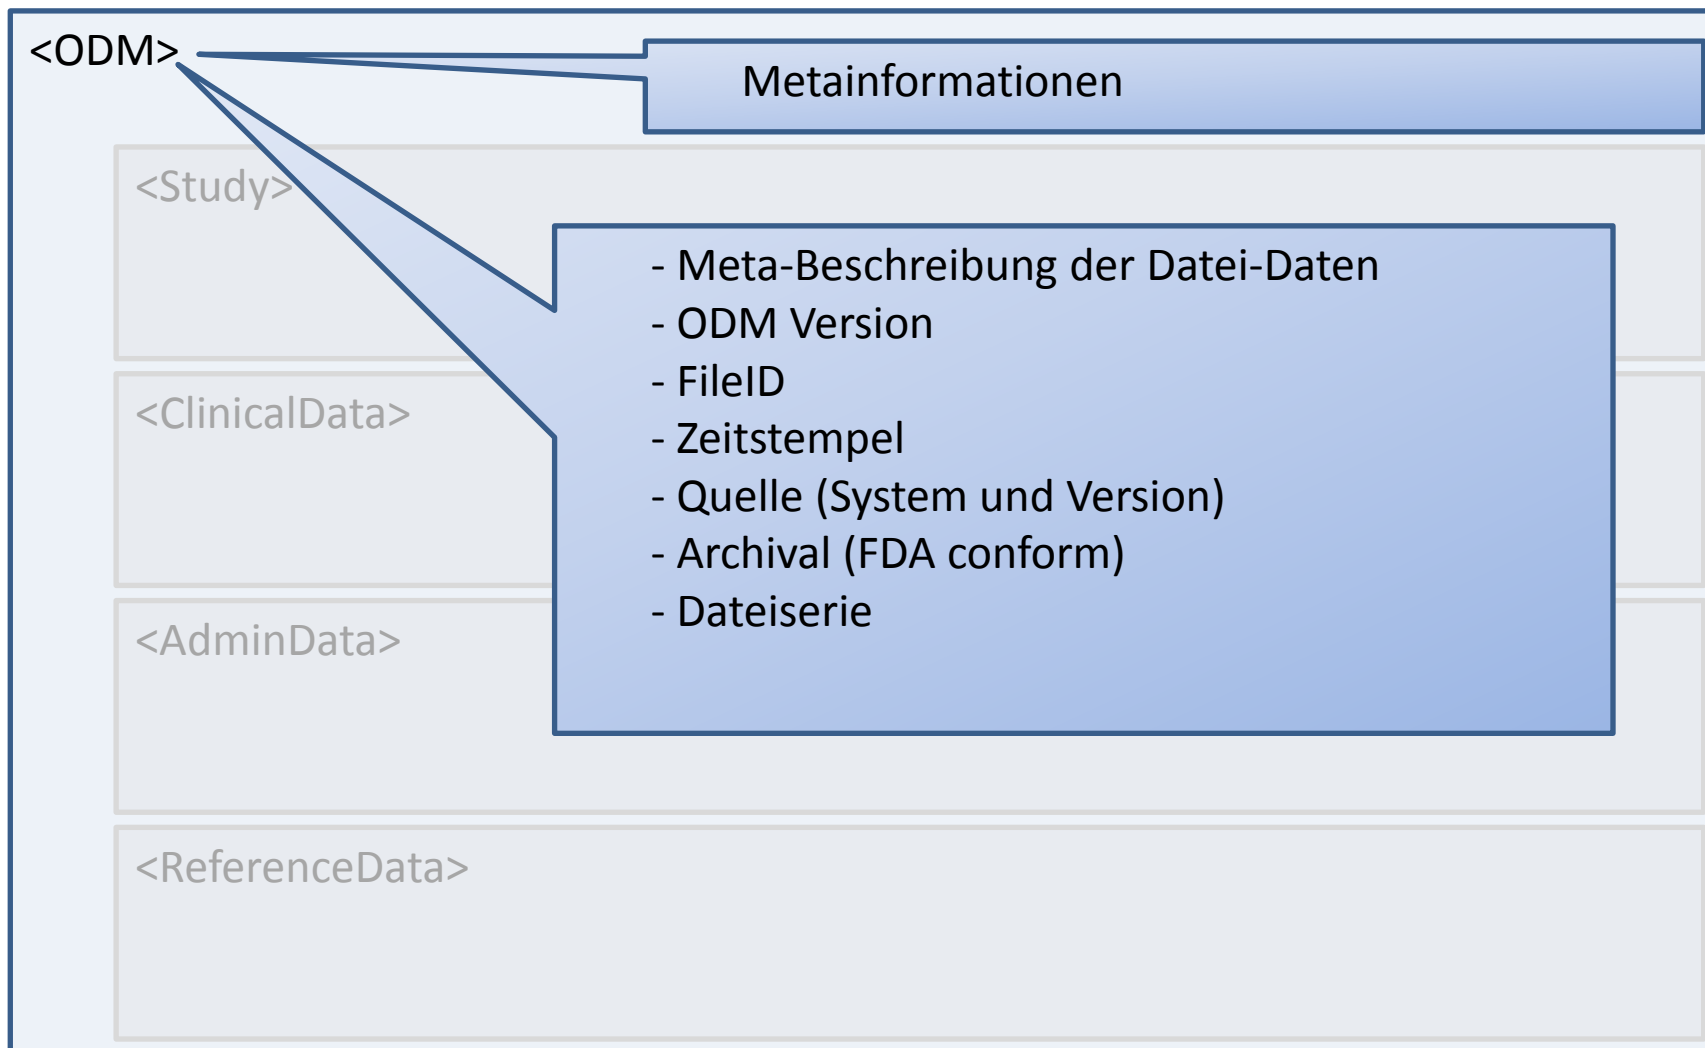 <ODM>
Metainformationen
<Study>
- Meta-Beschreibung der Datei-Daten
- ODM Version
- FileID
<ClinicalData>
- Zeitstempel
- Quelle (System und Version)
- Archival (FDA conform)
- Dateiserie
<AdminData>
<ReferenceData>